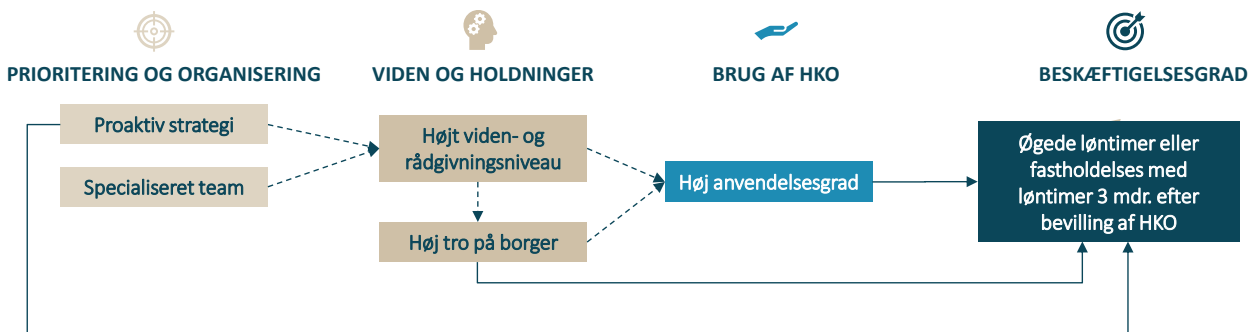 PRIORITERING OG ORGANISERING
VIDEN OG HOLDNINGER
BRUG AF HKO
BESKÆFTIGELSESGRAD
Proaktiv strategi
Specialiseret team
Højt viden- og
rådgivningsniveau
Høj tro på borger
Høj anvendelsesgrad
Øgede løntimer eller
fastholdelses med
løntimer 3 mdr. efter
bevilling af HKO